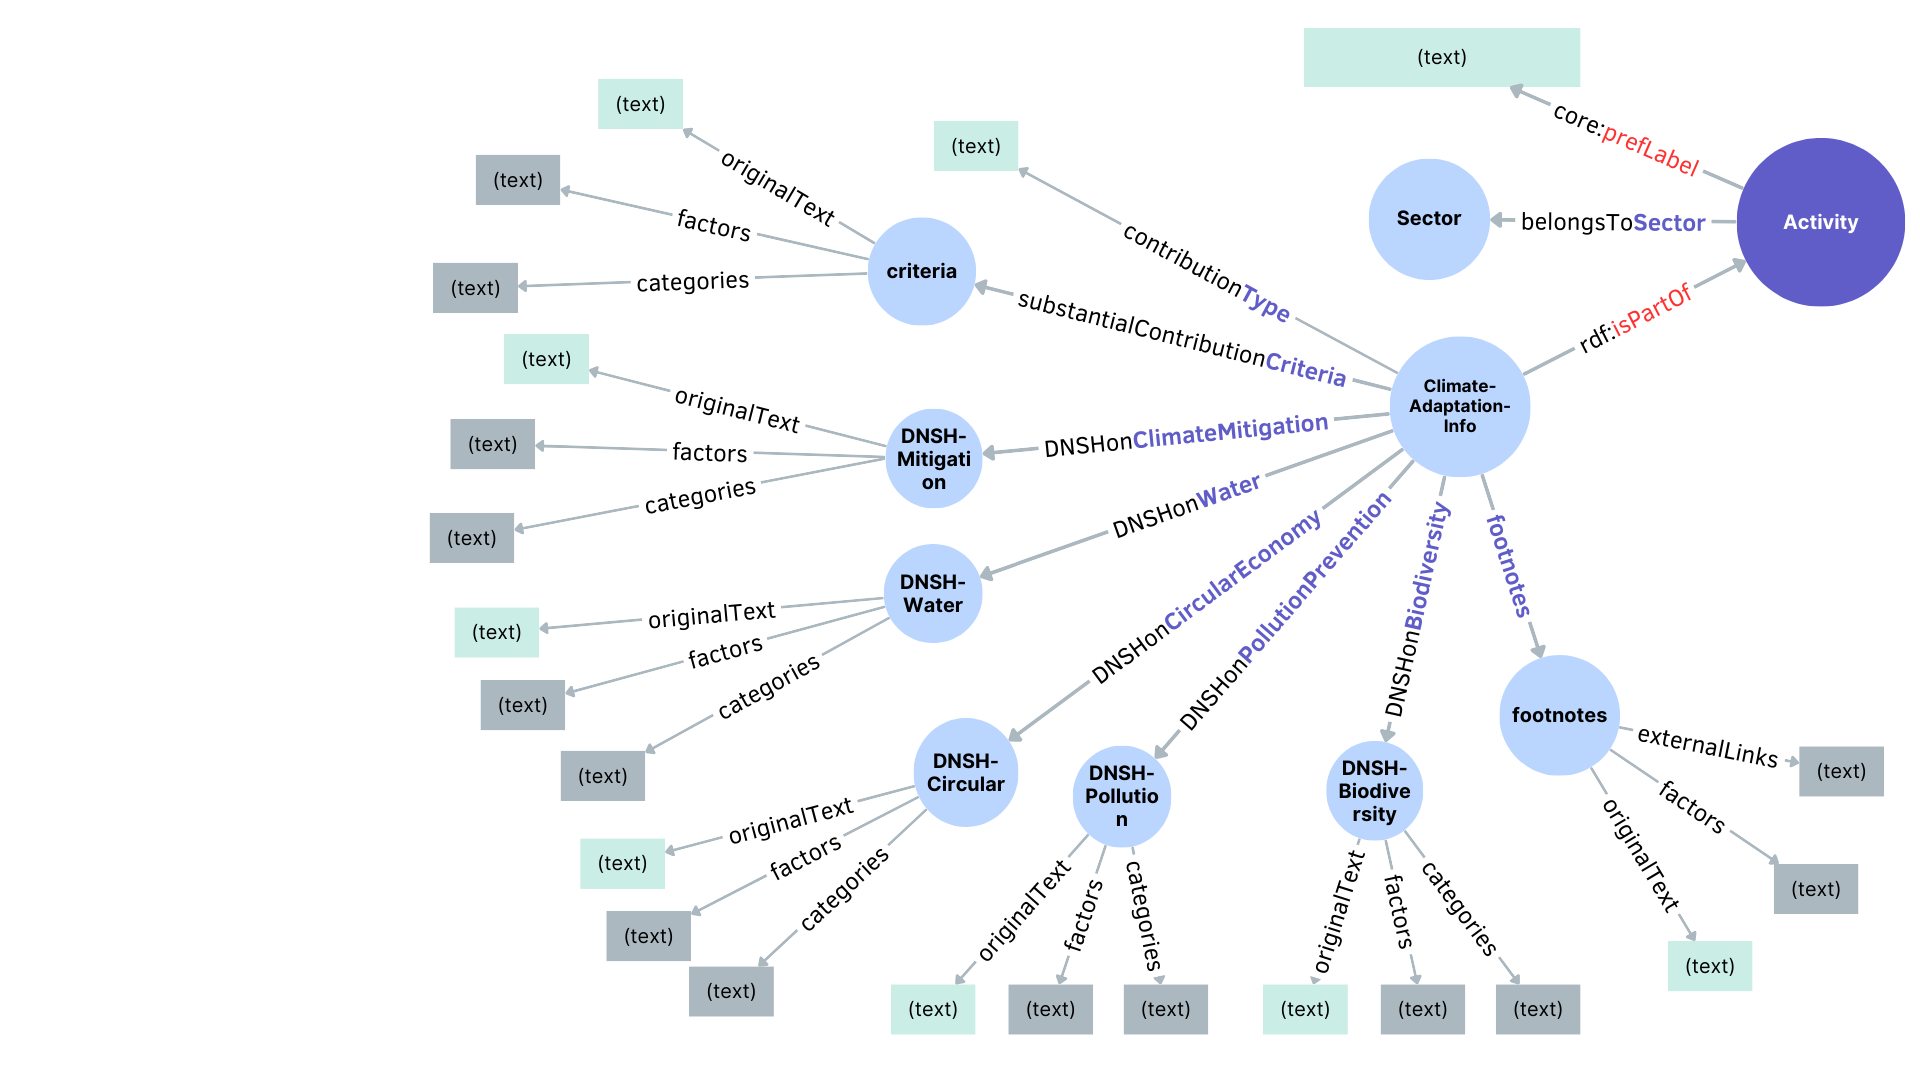 (text)
core:prefLabel
Activity
belongsToSector
Sector
rdf:isPartOf
Climate-
Adaptation-
Info
contributionType
(text)
substantialContributionCriteria
criteria
originalText
(text)
factors
(text)
categories
(text)
DNSHonClimateMitigation
DNSH-
Mitigati
on
originalText
(text)
factors
(text)
categories
(text)
DNSHonWater
DNSH-
Water
originalText
(text)
factors
(text)
categories
(text)
DNSHonCircularEconomy
DNSH-
Circular
originalText
(text)
factors
(text)
categories
(text)
DNSHonPollutionPrevention
DNSH-
Pollutio
n
originalText
(text)
factors
(text)
categories
(text)
DNSHonBiodiversity
DNSH-
Biodive
rsity
originalText
(text)
factors
(text)
categories
(text)
footnotes
footnotes
externalLinks
(text)
factors
(text)
originalText
(text)